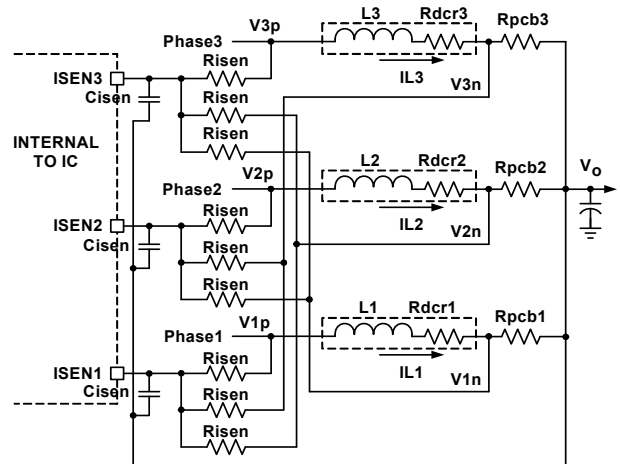 V3p L3 Rdcr3 Rpcb3
Phase3
Risen
ISEN3
Cisen
IL3 V3n
Risen
Risen
INTERNAL
TO IC
V2p L2 Rdcr2 Rpcb2
Phase2
Vo
Risen
ISEN2
Cisen
IL2 V2n
Risen
Risen
V1p L1 Rdcr1 Rpcb1
Phase1
Risen
ISEN1
Cisen
IL1 V1n
Risen
Risen